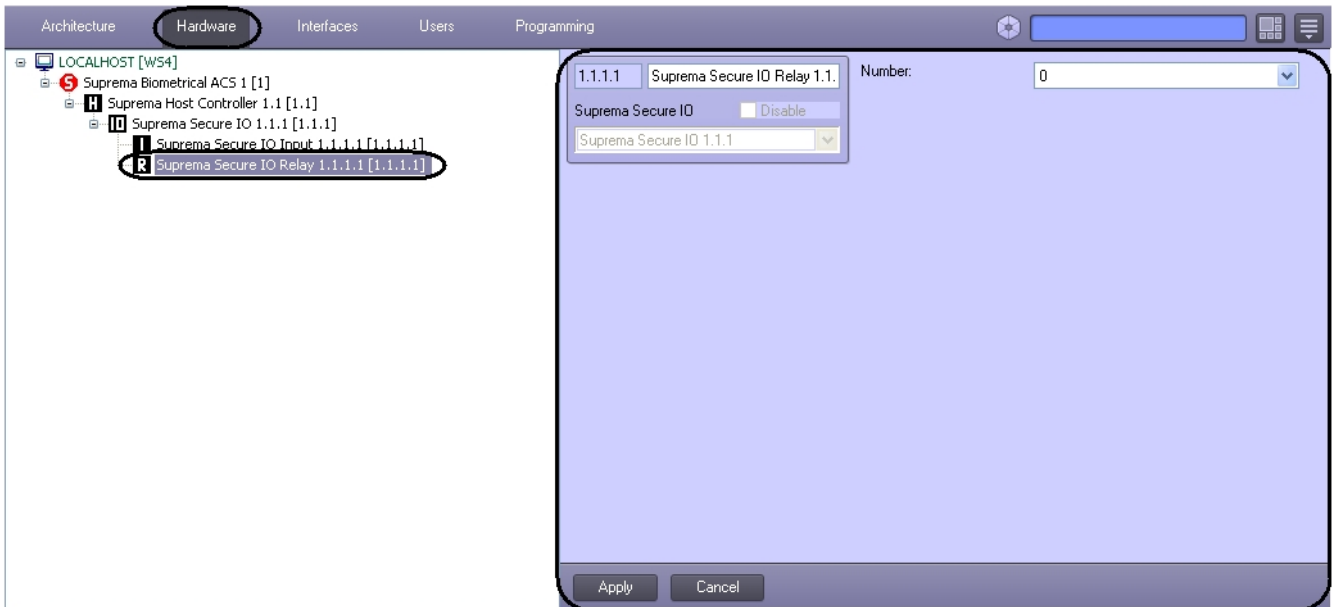 Architecture Hardware Interfaces Users Programming
LOCALHOST [WS4]
S Suprema Biometrical ACS 1 [1]
H Suprema Host Controller 1.1 [1.1]
IO Suprema Secure IO 1.1.1 [1.1.1]
I Suprema Secure IO Input 1.1.1.1 [1.1.1.1]
R Suprema Secure IO Relay 1.1.1.1 [1.1.1.1]
1.1.1.1 Suprema Secure IO Relay 1.1.
Suprema Secure IO Disable
Suprema Secure IO 1.1.1
Number: 0
Apply Cancel